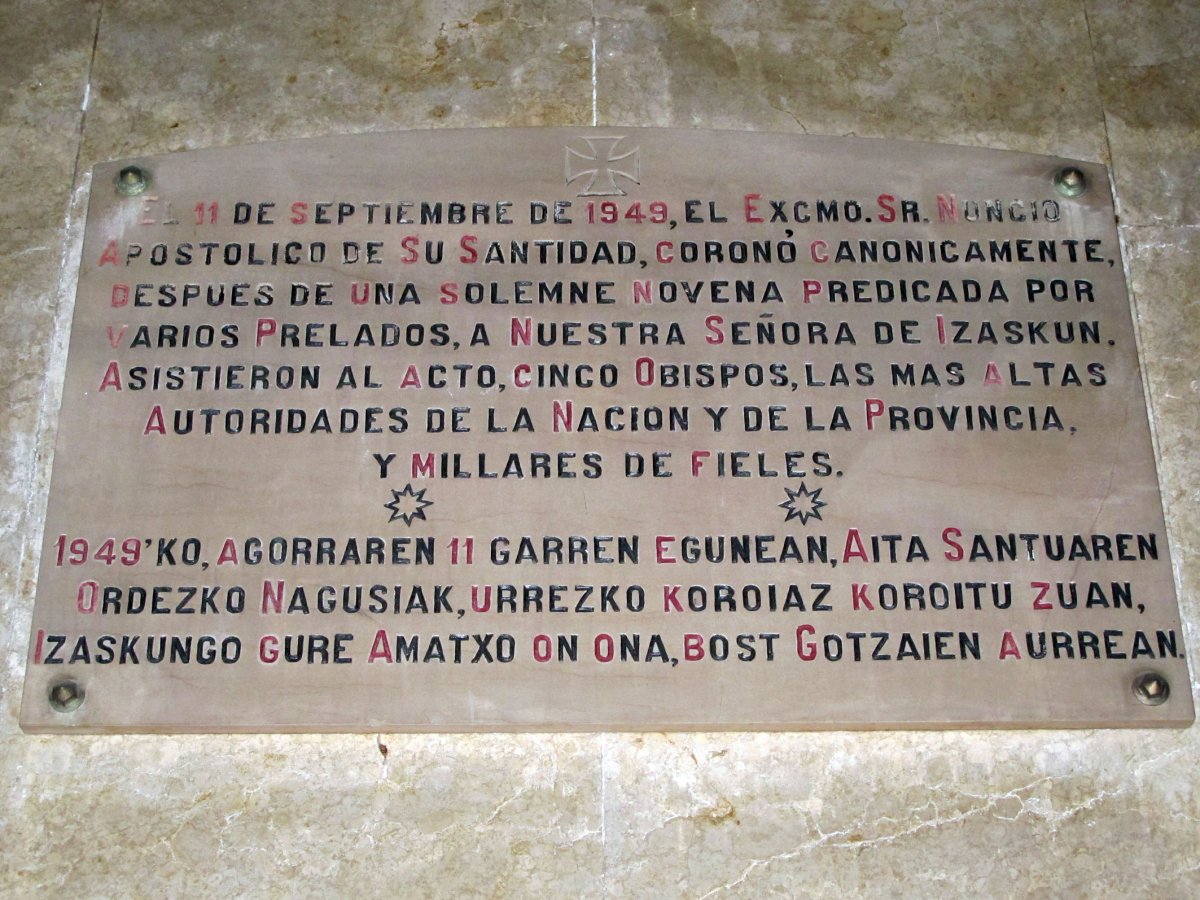 EL 11 DE SEPTIEMBRE DE 1949, EL EXCMO. SR. NONCIO
APOSTOLICO DE SU SANTIDAD, CORONÓ CANONICAMENTE,
DESPUES DE UNA SOLEMNE NOVENA PREDICADA POR
VARIOS PRELADOS, A NUESTRA SEÑORA DE IZASKUN.
ASISTIERON AL ACTO, CINCO OBISPOS, LAS MAS ALTAS
AUTORIDADES DE LA NACION Y DE LA PROVINCIA,
Y MILLARES DE FIELES.
1949'KO, AGORRAREN 11 GARREN EGUNEAN, AITA SANTUAREN
ORDEZKO NAGUSIAK, URREZKO KOROIAZ KOROITU ZUAN,
IZASKUNGO GURE AMATXO ON ONA, BOST GOTZAIEN AURREAN.